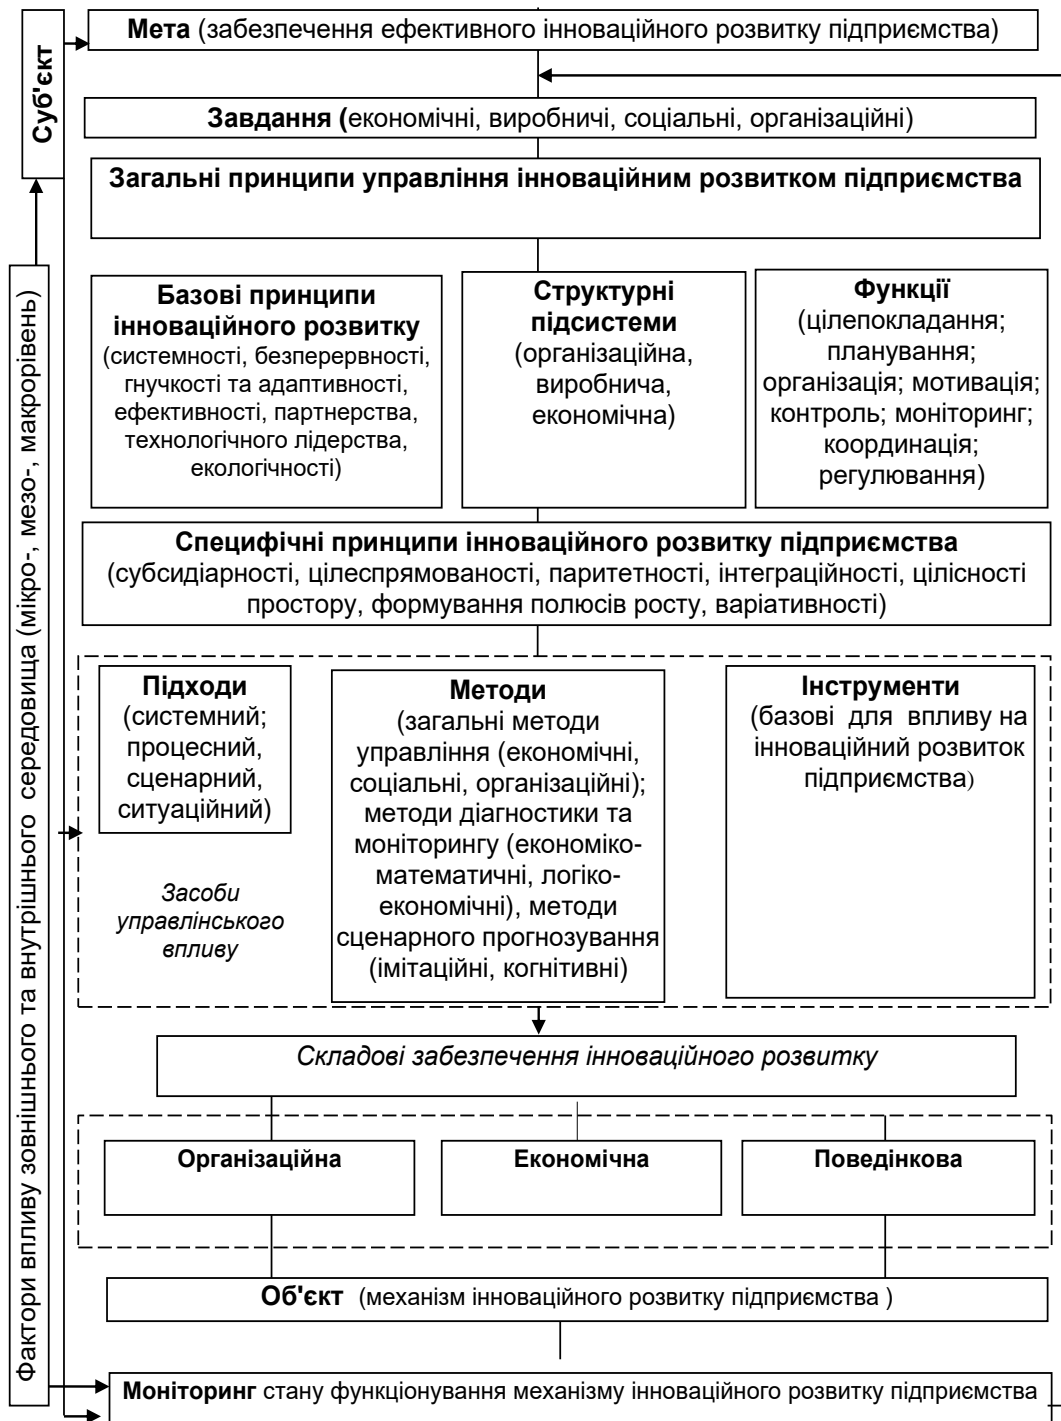 Суб'єкт
Мета (забезпечення ефективного інноваційного розвитку підприємства)
Завдання (економічні, виробничі, соціальні, організаційні)
Загальні принципи управління інноваційним розвитком підприємства
Фактори впливу зовнішнього та внутрішнього середовища (мікро-, мезо-, макрорівень)
Базові принципи
інноваційного розвитку
(системності, безперервності,
гнучкості та адаптивності,
ефективності, партнерства,
технологічного лідерства,
екологічності)
Структурні
підсистеми
(організаційна,
виробнича,
економічна)
Функції
(цілепокладання;
планування;
організація; мотивація;
контроль; моніторинг;
координація;
регулювання)
Специфічні принципи інноваційного розвитку підприємства
(субсидіарності, цілеспрямованості, паритетності, інтеграційності, цілісності
простору, формування полюсів росту, варіативності)
Підходи
(системний;
процесний,
сценарний,
ситуаційний)
Засоби
управлінського
впливу
Методи
(загальні методи
управління (економічні,
соціальні, організаційні);
методи діагностики та
моніторингу (економіко-
математичні, логіко-
економічні), методи
сценарного прогнозування
(імітаційні, когнітивні)
Інструменти
(базові для впливу на
інноваційний розвиток
підприємства)
Складові забезпечення інноваційного розвитку
Організаційна
Економічна
Поведінкова
Об'єкт (механізм інноваційного розвитку підприємства )
Моніторинг стану функціонування механізму інноваційного розвитку підприємства